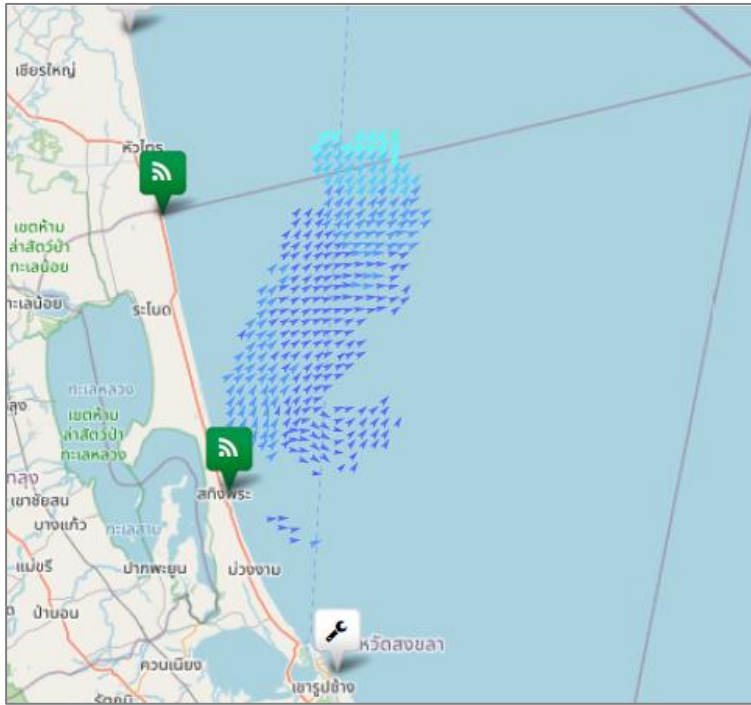 เชียรใหญ่
หัวไทร
เขตห้าม
ล่าสัตว์ป่า
ทะเลน้อย
ทะเลน้อย
ระโนด
ทะเลหลวง
เขตห้าม
ล่าสัตว์ป่า
ทะเลหลวง
สทิงพระ
เขาชัยสน
บางแก้ว
ทะเลสาบ
แม่ขรี
ปากพะยูน
ม่วงงาม
ป่าบอน
หวัดสงขลา
ควนเนียง
เขารูปช้าง
รัตภูมิ